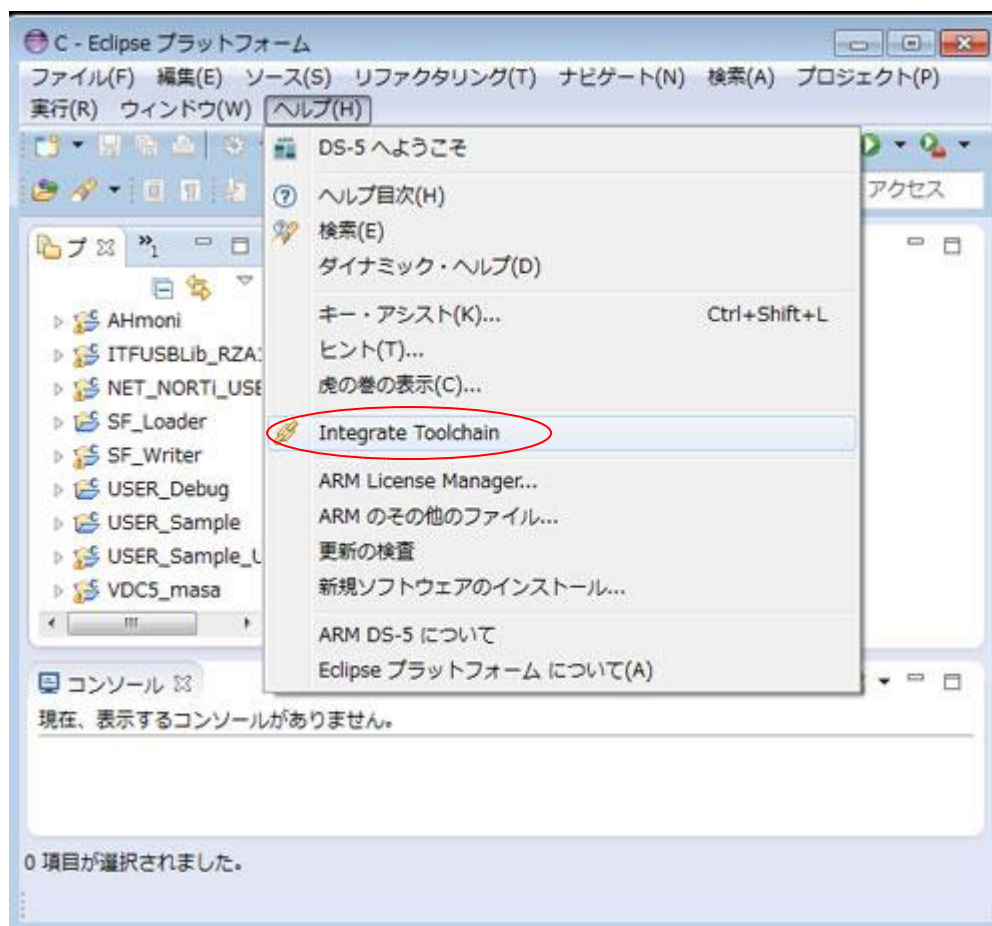 C - Eclipse プラットフォーム
ファイル(F) 編集(E) ソース(S) リファクタリング(T) ナビゲート(N) 検索(A) プロジェクト(P)
実行(R) ウィンドウ(W) ヘルプ(H)
DS-5 へようこそ
アクセス
ヘルプ目次(H)
検索(E)
ダイナミック・ヘルプ(D)
キー・アシスト(K)... Ctrl+Shift+L
ヒント(T)...
虎の巻の表示(C)...
Integrate Toolchain
ARM License Manager...
ARM のその他のファイル...
更新の検査
新規ソフトウェアのインストール...
ARM DS-5 について
Eclipse プラットフォーム について(A)
プ
»1
AHmoni
ITFUSBLib_RZA
NET_NORTi_USE
SF_Loader
SF_Writer
USER_Debug
USER_Sample
USER_Sample_U
VDC5_masa
コンソール
現在、表示するコンソールがありません。
0 項目が選択されました。